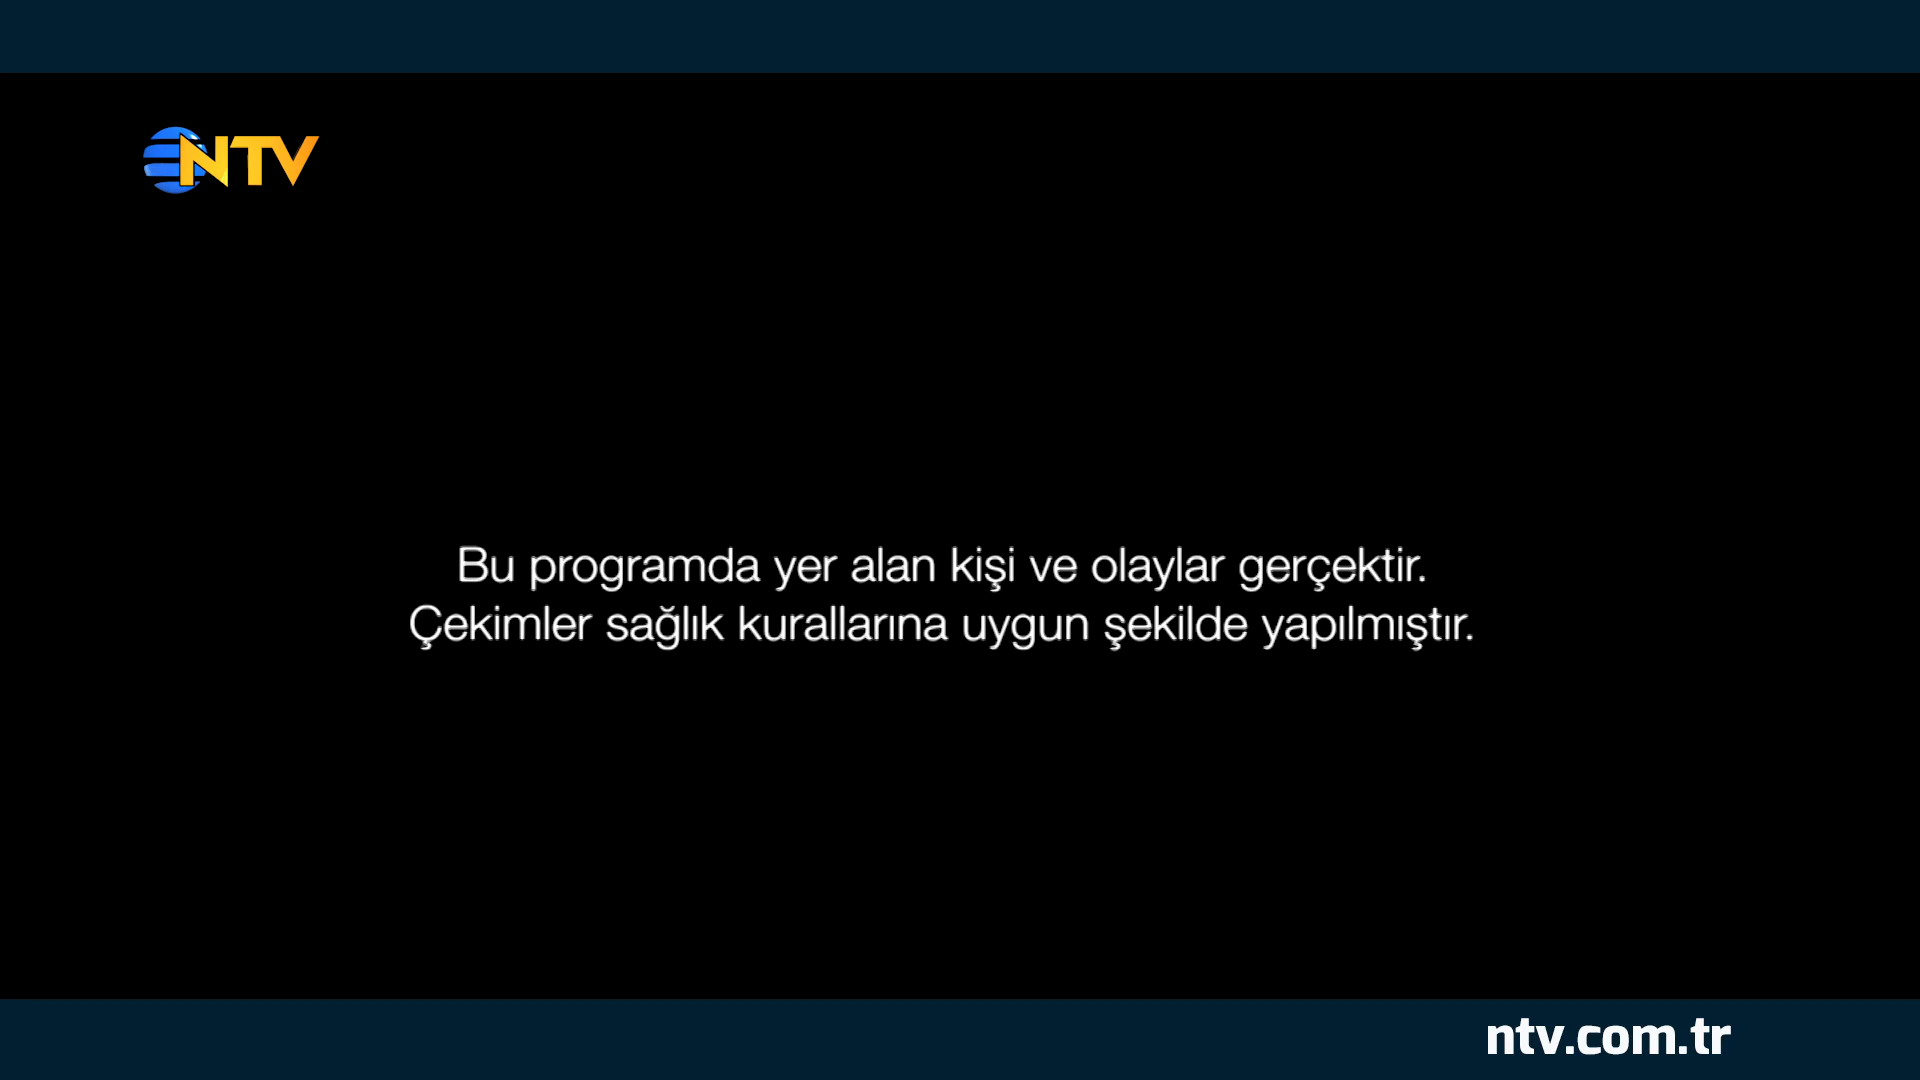 NTV
Bu programda yer alan kişi ve olaylar gerçektir.
Çekimler sağlık kurallarına uygun şekilde yapılmıştır.
ntv.com.tr